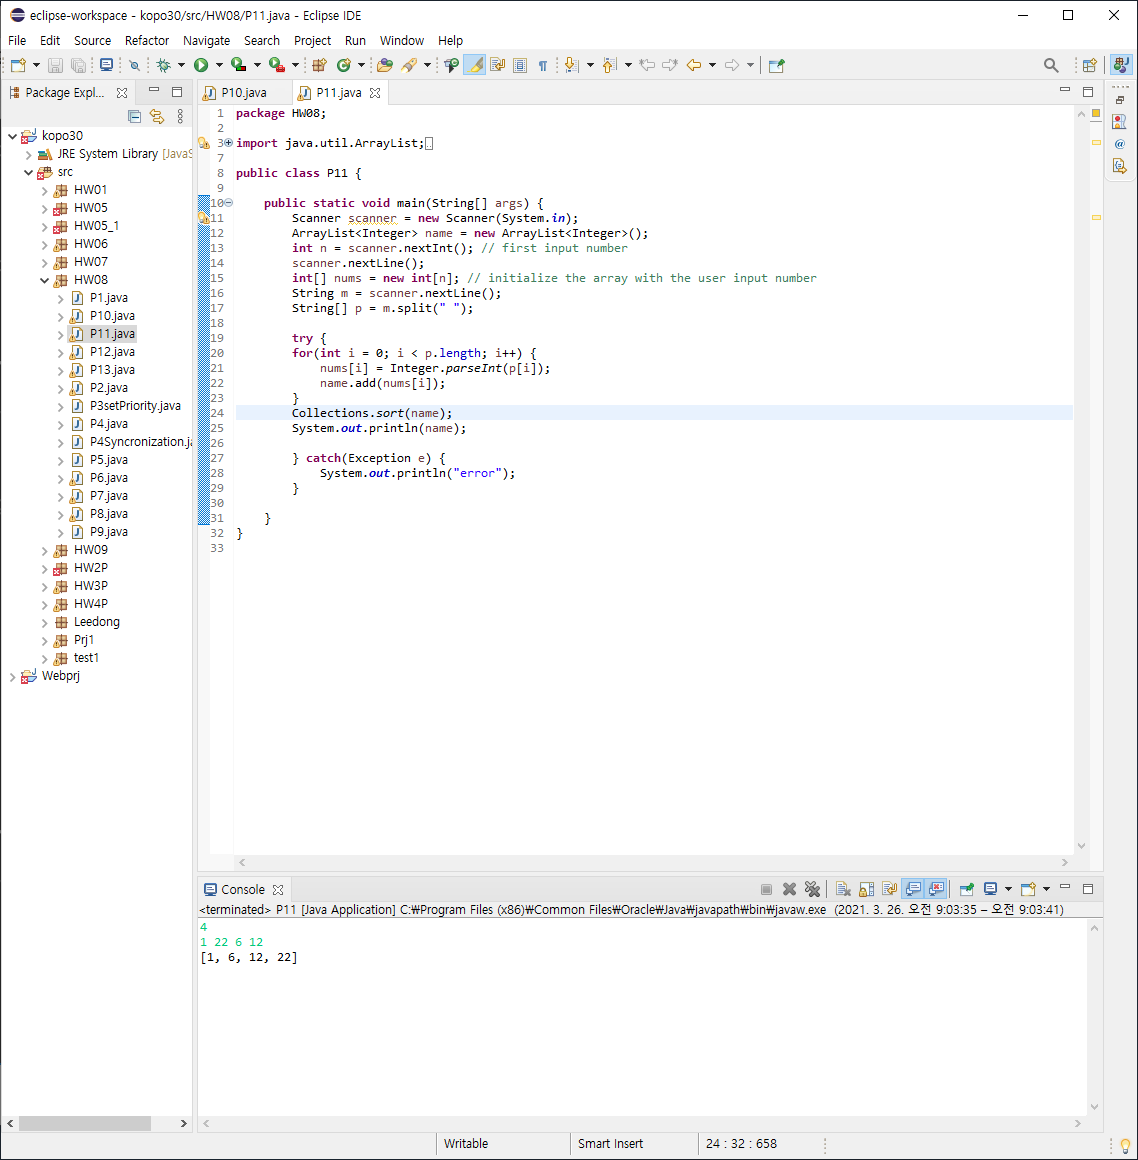 eclipse-workspace - kopo30/src/HW08/P11.java - Eclipse IDE
File Edit Source Refactor Navigate Search Project Run Window Help
Package Expl...
P10.java
P11.java
kopo30
JRE System Library
src
HW01
HW05
HW05_1
HW06
HW07
HW08
P1.java
P10.java
P11.java
P12.java
P13.java
P2.java
P3setPriority.java
P4.java
P4Syncronization.ja
P5.java
P6.java
P7.java
P8.java
P9.java
HW09
HW2P
HW3P
HW4P
Leedong
Prj1
test1
Webprj
1 package HW08;
2
3 import java.util.ArrayList;
7
8 public class P11 {
9
10 public static void main(String[] args) {
11 Scanner scanner = new Scanner(System.in);
12 ArrayList<Integer> name = new ArrayList<Integer>();
13 int n = scanner.nextInt(); // first input number
14 scanner.nextLine();
15 int[] nums = new int[n]; // initialize the array with the user input number
16 String m = scanner.nextLine();
17 String[] p = m.split(" ");
18
19 try {
20 for(int i = 0; i < p.length; i++) {
21 nums[i] = Integer.parseInt(p[i]);
22 name.add(nums[i]);
23 }
24 Collections.sort(name);
25 System.out.println(name);
26
27 } catch(Exception e) {
28 System.out.println("error");
29 }
30
31 }
32 }
33
Console
<terminated> P11 [Java Application] C:₩Program Files (x86)₩Common Files₩Oracle₩Java₩javapath₩bin₩javaw.exe (2021. 3. 26. 오전 9:03:35 – 오전 9:03:41)
4
1 22 6 12
[1, 6, 12, 22]
Writable
Smart Insert
24 : 32 : 658